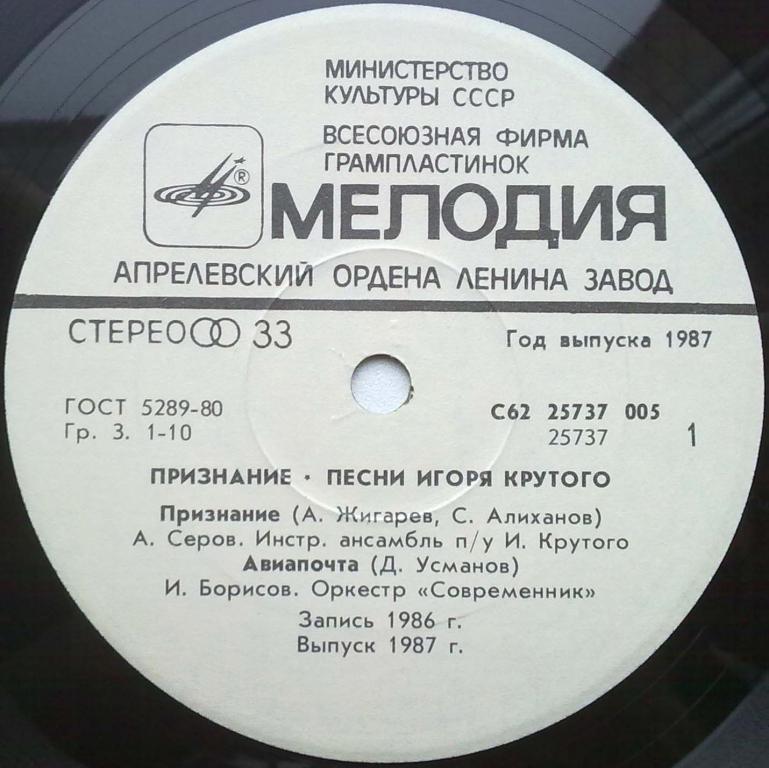 МИНИСТЕРСТВО
КУЛЬТУРЫ СССР
ВСЕСОЮЗНАЯ ФИРМА
ГРАМПЛАСТИНОК
®
МЕЛОДИЯ
АПРЕЛЕВСКИЙ ОРДЕНА ЛЕНИНА ЗАВОД
СТЕРЕО 33
Год выпуска 1987
ГОСТ 5289-80
Гр. 3. 1-10
С62 25737 005
25737
1
ПРИЗНАНИЕ • ПЕСНИ ИГОРЯ КРУТОГО
Признание (А. Жигарев, С. Алиханов)
А. Серов. Инстр. ансамбль п/у И. Крутого
Авиапочта (Д. Усманов)
И. Борисов. Оркестр «Современник»
Запись 1986 г.
Выпуск 1987 г.